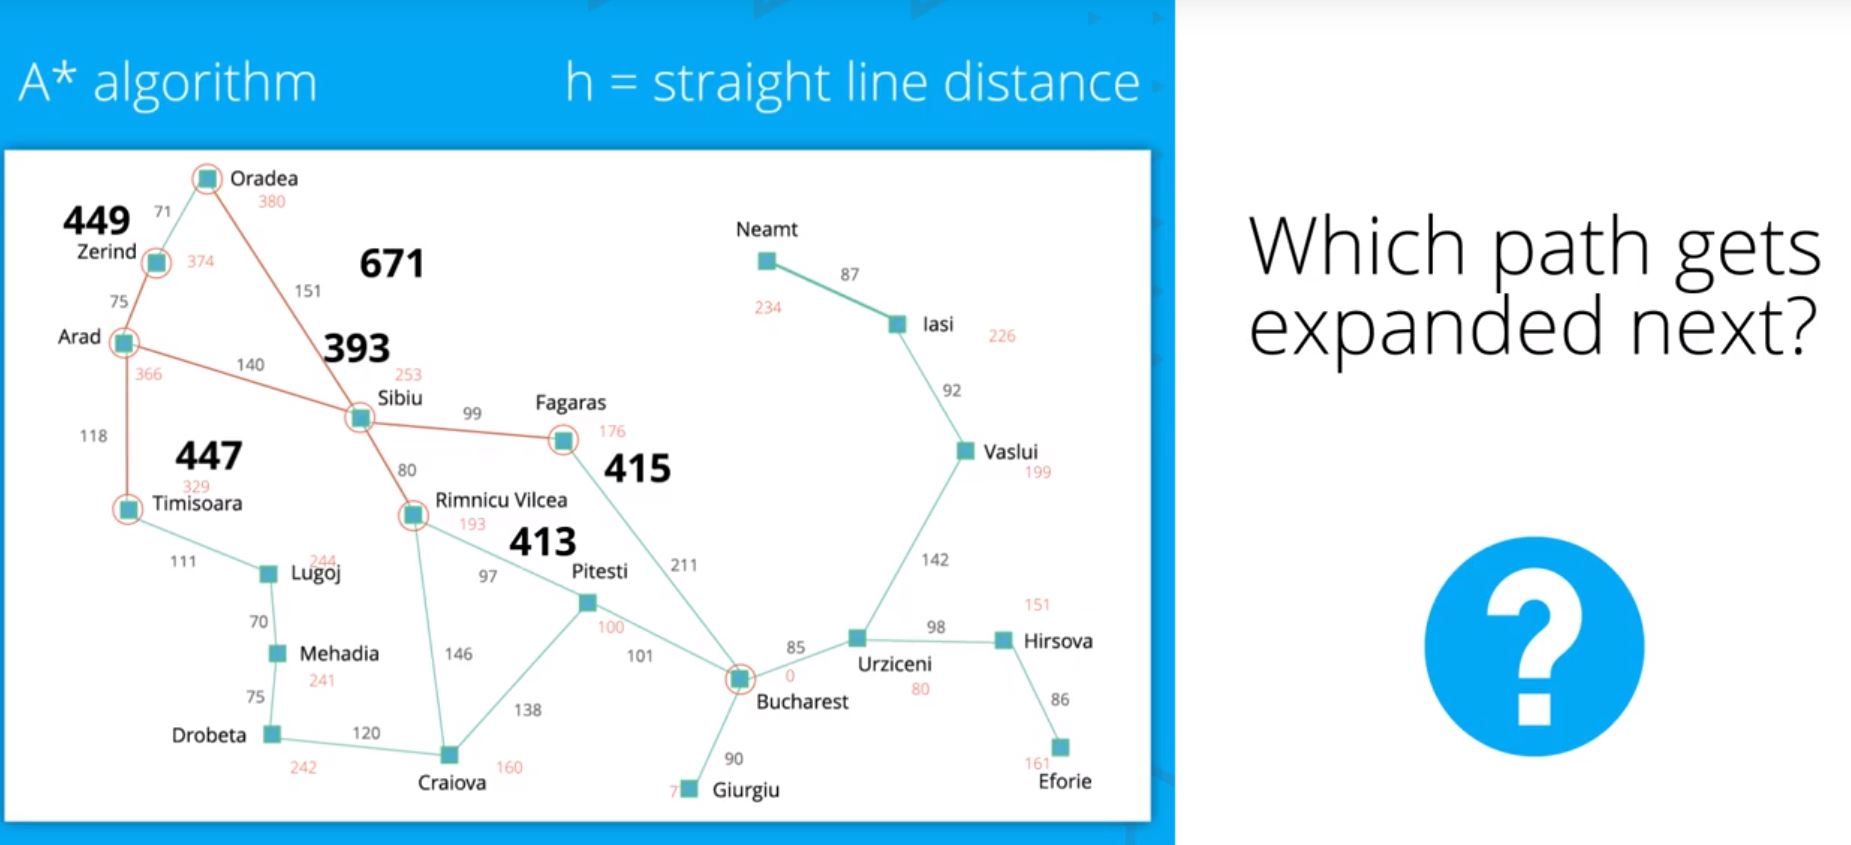 A* algorithm
h = straight line distance
Oradea
380
449
71
Zerind
374
671
151
75
Arad
366
140
393
253
Sibiu
99
Fagaras
176
415
118
447
329
Timisoara
80
Rimnicu Vilcea
193
413
111
244
Lugoj
97
Pitesti
100
211
70
Mehadia
241
146
101
75
138
Drobeta
242
120
Craiova
160
Neamt
234
87
Iasi
226
92
Vaslui
199
142
151
85
0
98
Hirsova
Urziceni
80
Bucharest
86
90
7
Giurgiu
161
Eforie
Which path gets
expanded next?
?